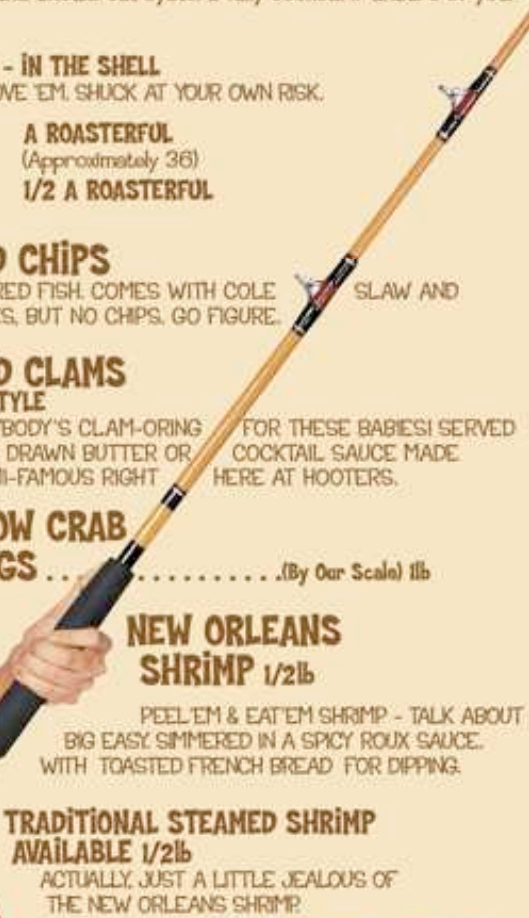 - IN THE SHELL
'EM. SHUCK AT YOUR OWN RISK.
A ROASTERFUL
(Approximately 36)
1/2 A ROASTERFUL
CHIPS
FISH. COMES WITH COLE SLAW AND
BUT NO CHIPS. GO FIGURE.
CLAMS
CLAM-ORING FOR THESE BABIES! SERVED
DRAWN BUTTER OR COCKTAIL SAUCE MADE
RIGHT HERE AT HOOTERS.
CRAB
. . . . . . . . . . . . . .(By Our Scale) 1lb
NEW ORLEANS
SHRIMP 1/2lb
PEEL'EM & EAT'EM SHRIMP - TALK ABOUT
BIG EASY. SIMMERED IN A SPICY ROUX SAUCE.
WITH TOASTED FRENCH BREAD FOR DIPPING.
TRADITIONAL STEAMED SHRIMP
AVAILABLE 1/2lb
ACTUALLY, JUST A LITTLE JEALOUS OF
THE NEW ORLEANS SHRIMP.